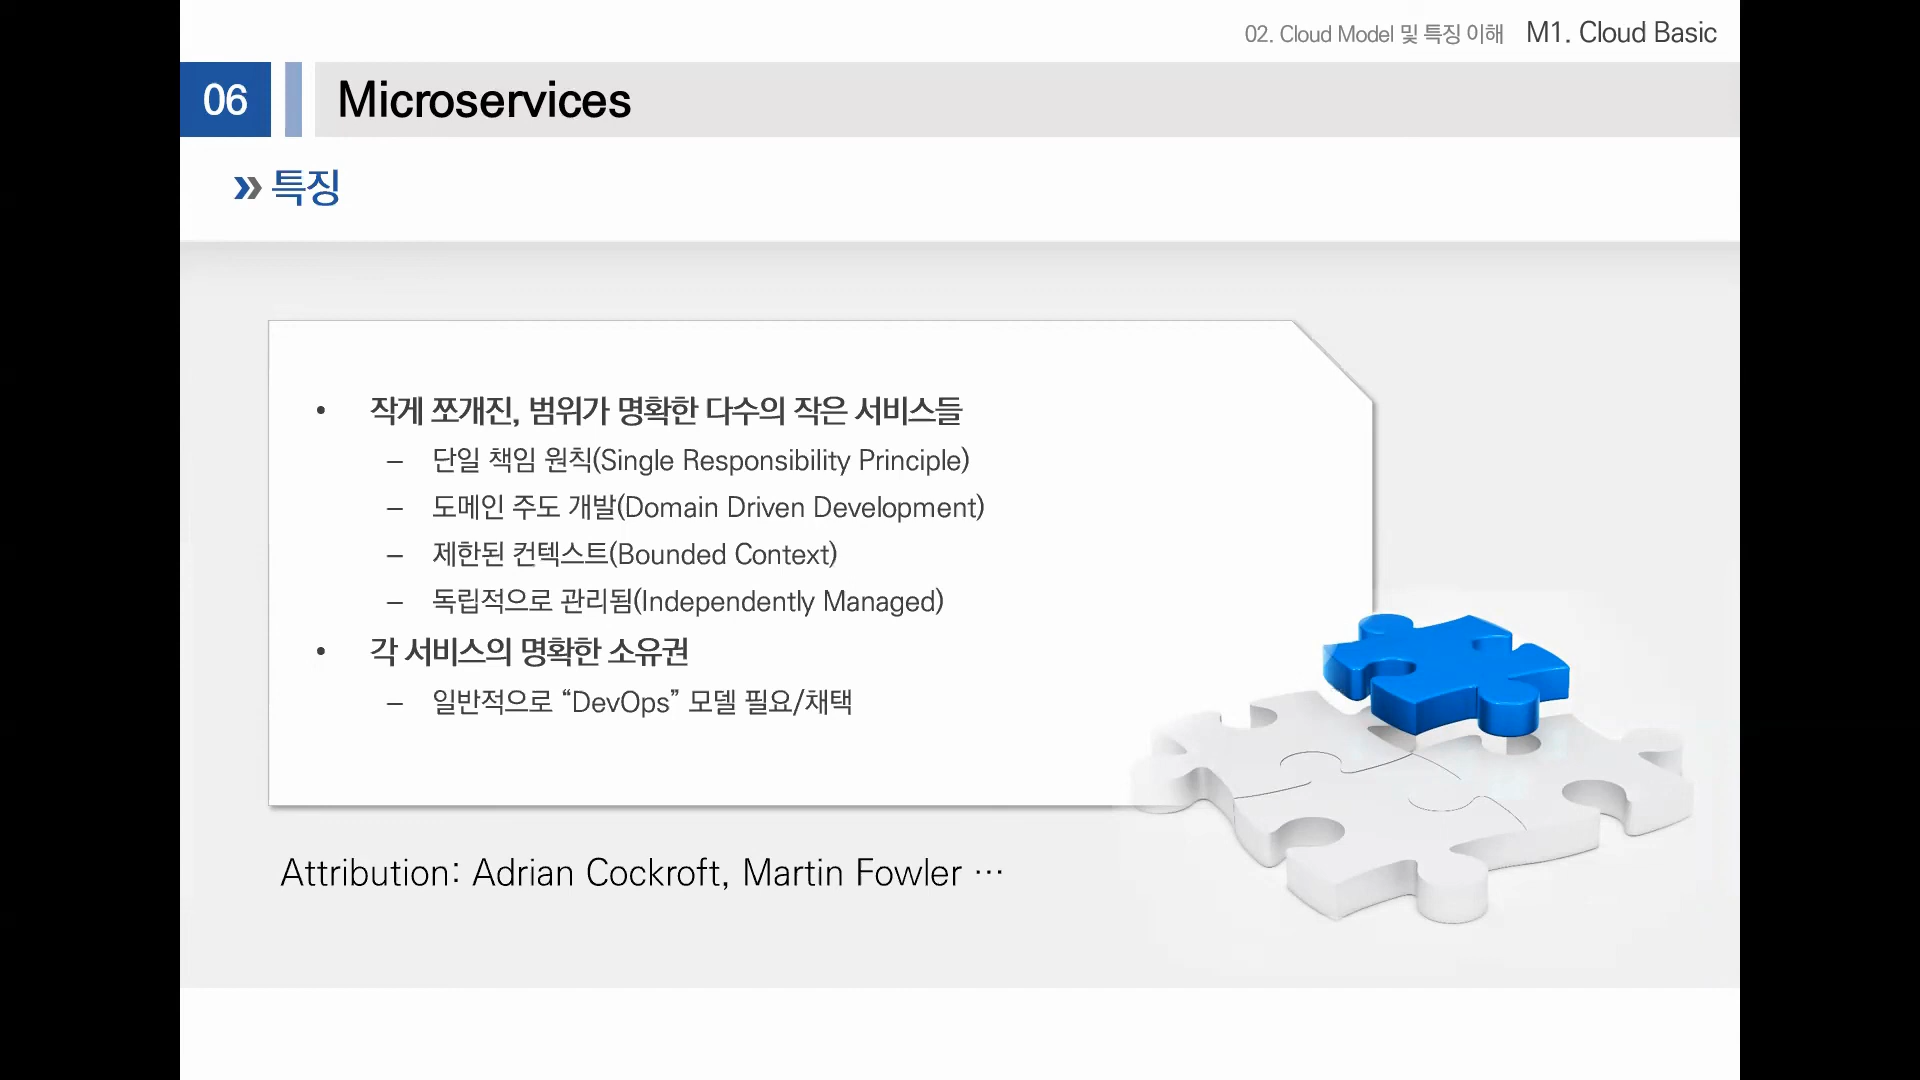 02. Cloud Model 및 특징 이해 M1. Cloud Basic
06 Microservices
특징
• 작게 쪼개진, 범위가 명확한 다수의 작은 서비스들
– 단일 책임 원칙(Single Responsibility Principle)
– 도메인 주도 개발(Domain Driven Development)
– 제한된 컨텍스트(Bounded Context)
– 독립적으로 관리됨(Independently Managed)
• 각 서비스의 명확한 소유권
– 일반적으로 “DevOps” 모델 필요/채택
Attribution: Adrian Cockroft, Martin Fowler ⋯